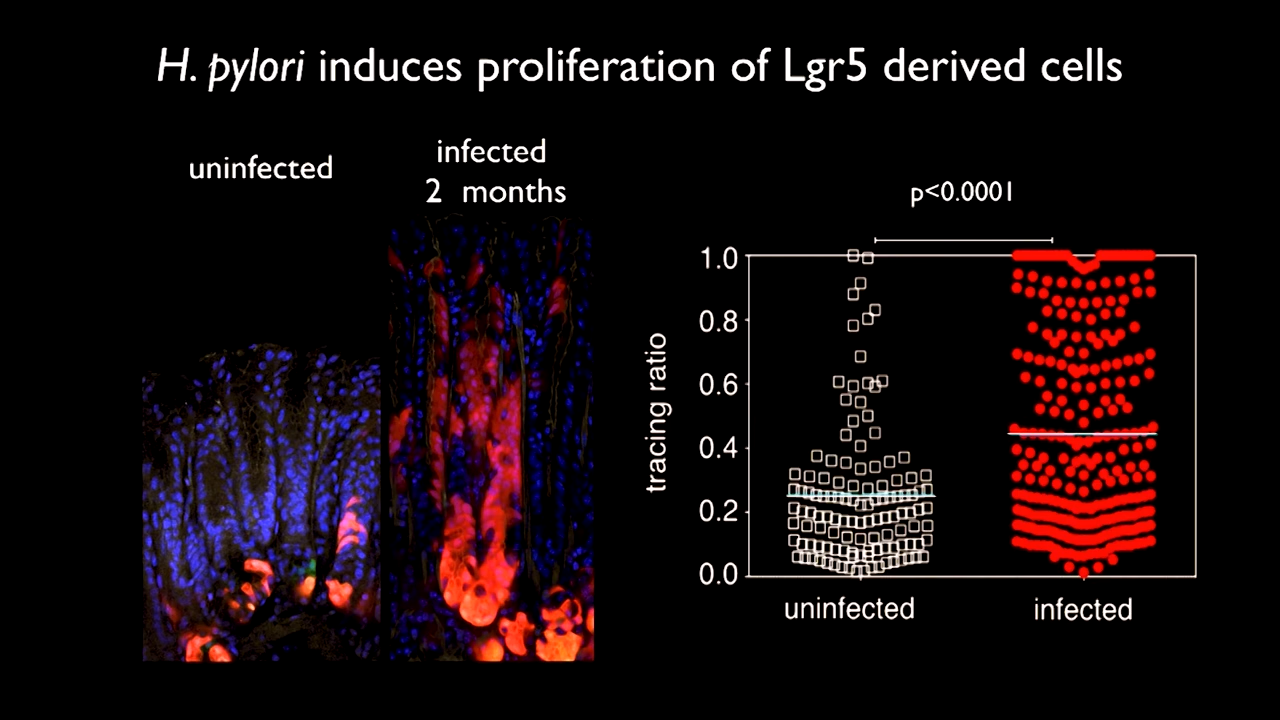 H. pylori induces proliferation of Lgr5 derived cells
uninfected
infected
2 months
p<0.0001
tracing ratio
1.0
0.8
0.6
0.4
0.2
0.0
uninfected
infected